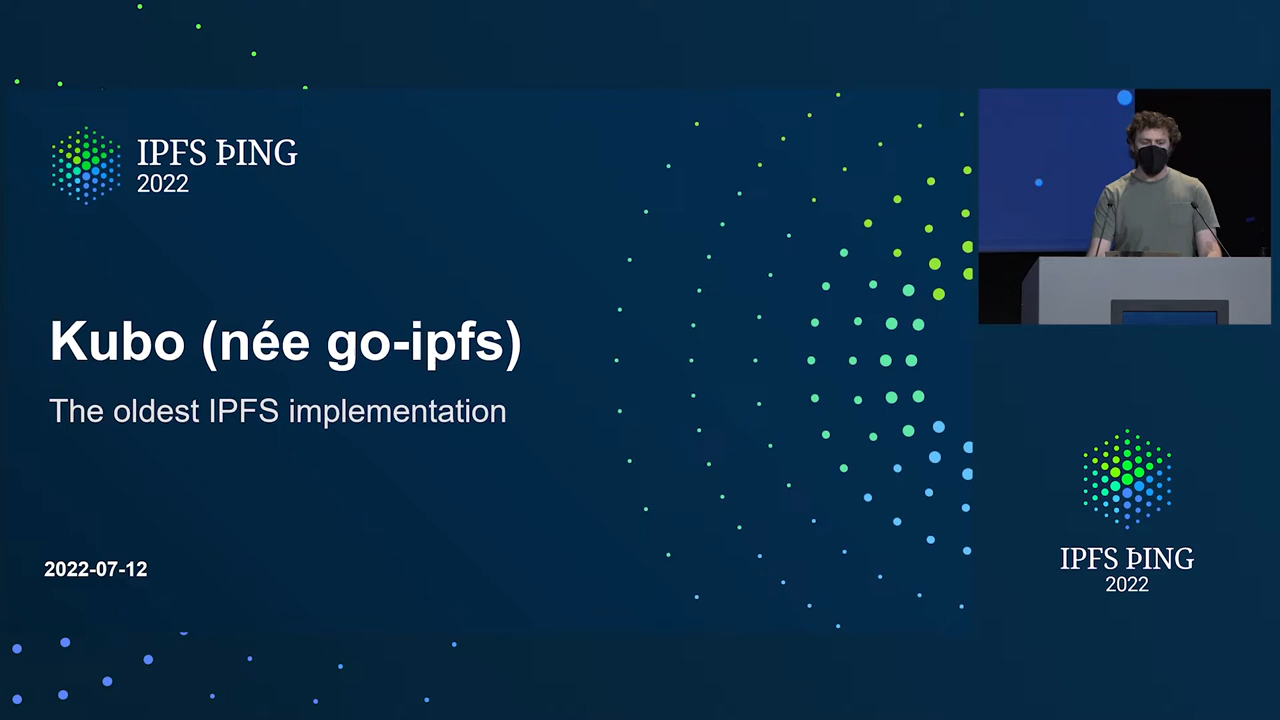 IPFS ÞING
2022
Kubo (née go-ipfs)
The oldest IPFS implementation
2022-07-12
IPFS ÞING
2022